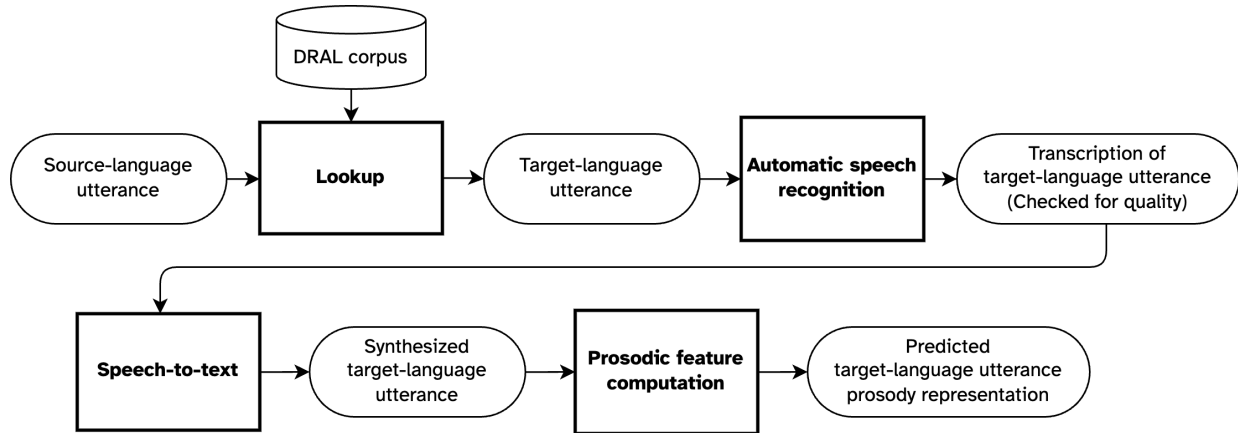 DRAL corpus
Source-language
utterance
Lookup
Target-language
utterance
Automatic speech
recognition
Transcription of
target-language utterance
(Checked for quality)
Speech-to-text
Synthesized
target-language
utterance
Prosodic feature
computation
Predicted
target-language utterance
prosody representation